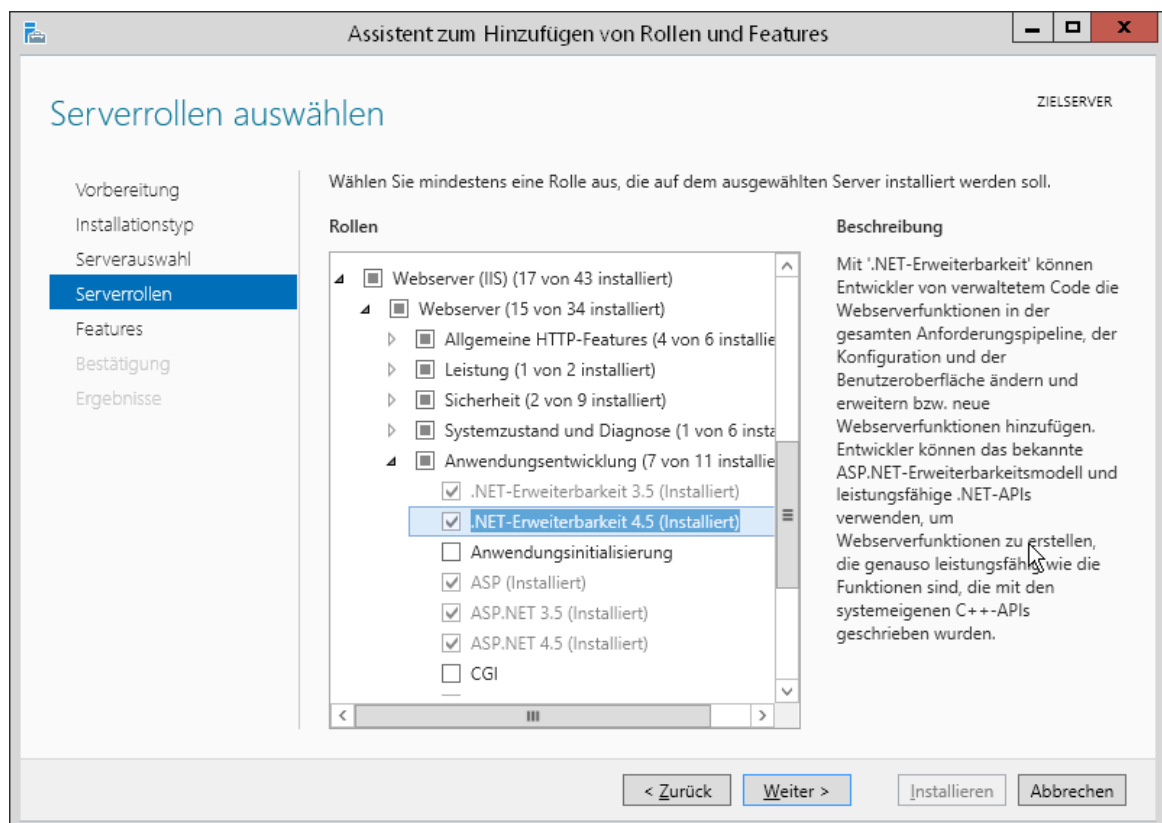 Assistent zum Hinzufügen von Rollen und Features
Serverrollen auswählen
ZIELSERVER
Vorbereitung
Installationstyp
Serverauswahl
Serverrollen
Features
Bestätigung
Ergebnisse
Wählen Sie mindestens eine Rolle aus, die auf dem ausgewählten Server installiert werden soll.
Rollen
Webserver (IIS) (17 von 43 installiert)
Webserver (15 von 34 installiert)
Allgemeine HTTP-Features (4 von 6 installie
Leistung (1 von 2 installiert)
Sicherheit (2 von 9 installiert)
Systemzustand und Diagnose (1 von 6 insta
Anwendungsentwicklung (7 von 11 installie
.NET-Erweiterbarkeit 3.5 (Installiert)
.NET-Erweiterbarkeit 4.5 (Installiert)
Anwendungsinitialisierung
ASP (Installiert)
ASP.NET 3.5 (Installiert)
ASP.NET 4.5 (Installiert)
CGI
Beschreibung
Mit '.NET-Erweiterbarkeit' können
Entwickler von verwaltetem Code die
Webserverfunktionen in der
gesamten Anforderungspipeline, der
Konfiguration und der
Benutzeroberfläche ändern und
erweitern bzw. neue
Webserverfunktionen hinzufügen.
Entwickler können das bekannte
ASP.NET-Erweiterbarkeitsmodell und
leistungsfähige .NET-APIs
verwenden, um
Webserverfunktionen zu erstellen,
die genauso leistungsfähig wie die
Funktionen sind, die mit den
systemeigenen C++-APIs
geschrieben wurden.
< Zurück
Weiter >
Installieren
Abbrechen